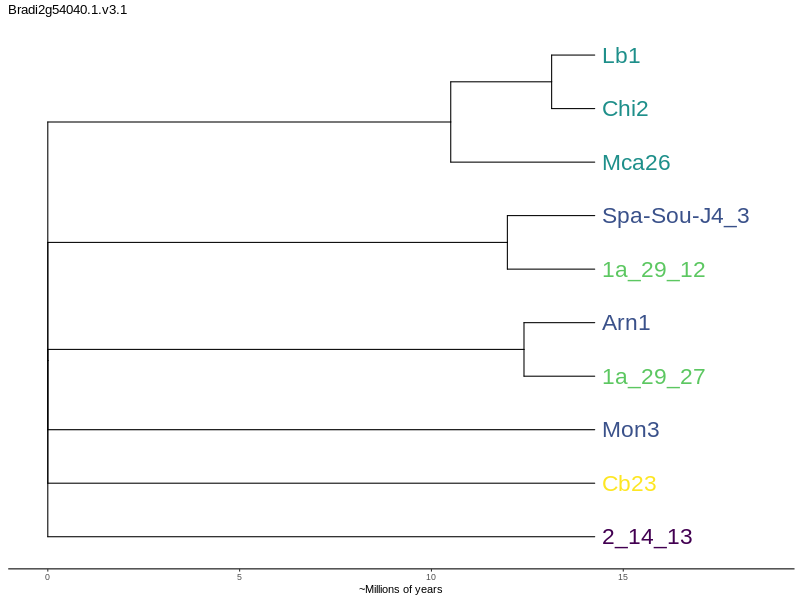 Bradi2g54040.1.v3.1
Lb1
Chi2
Mca26
Spa-Sou-J4_3
1a_29_12
Arn1
1a_29_27
Mon3
Cb23
2_14_13
0 5 10 15
~Millions of years